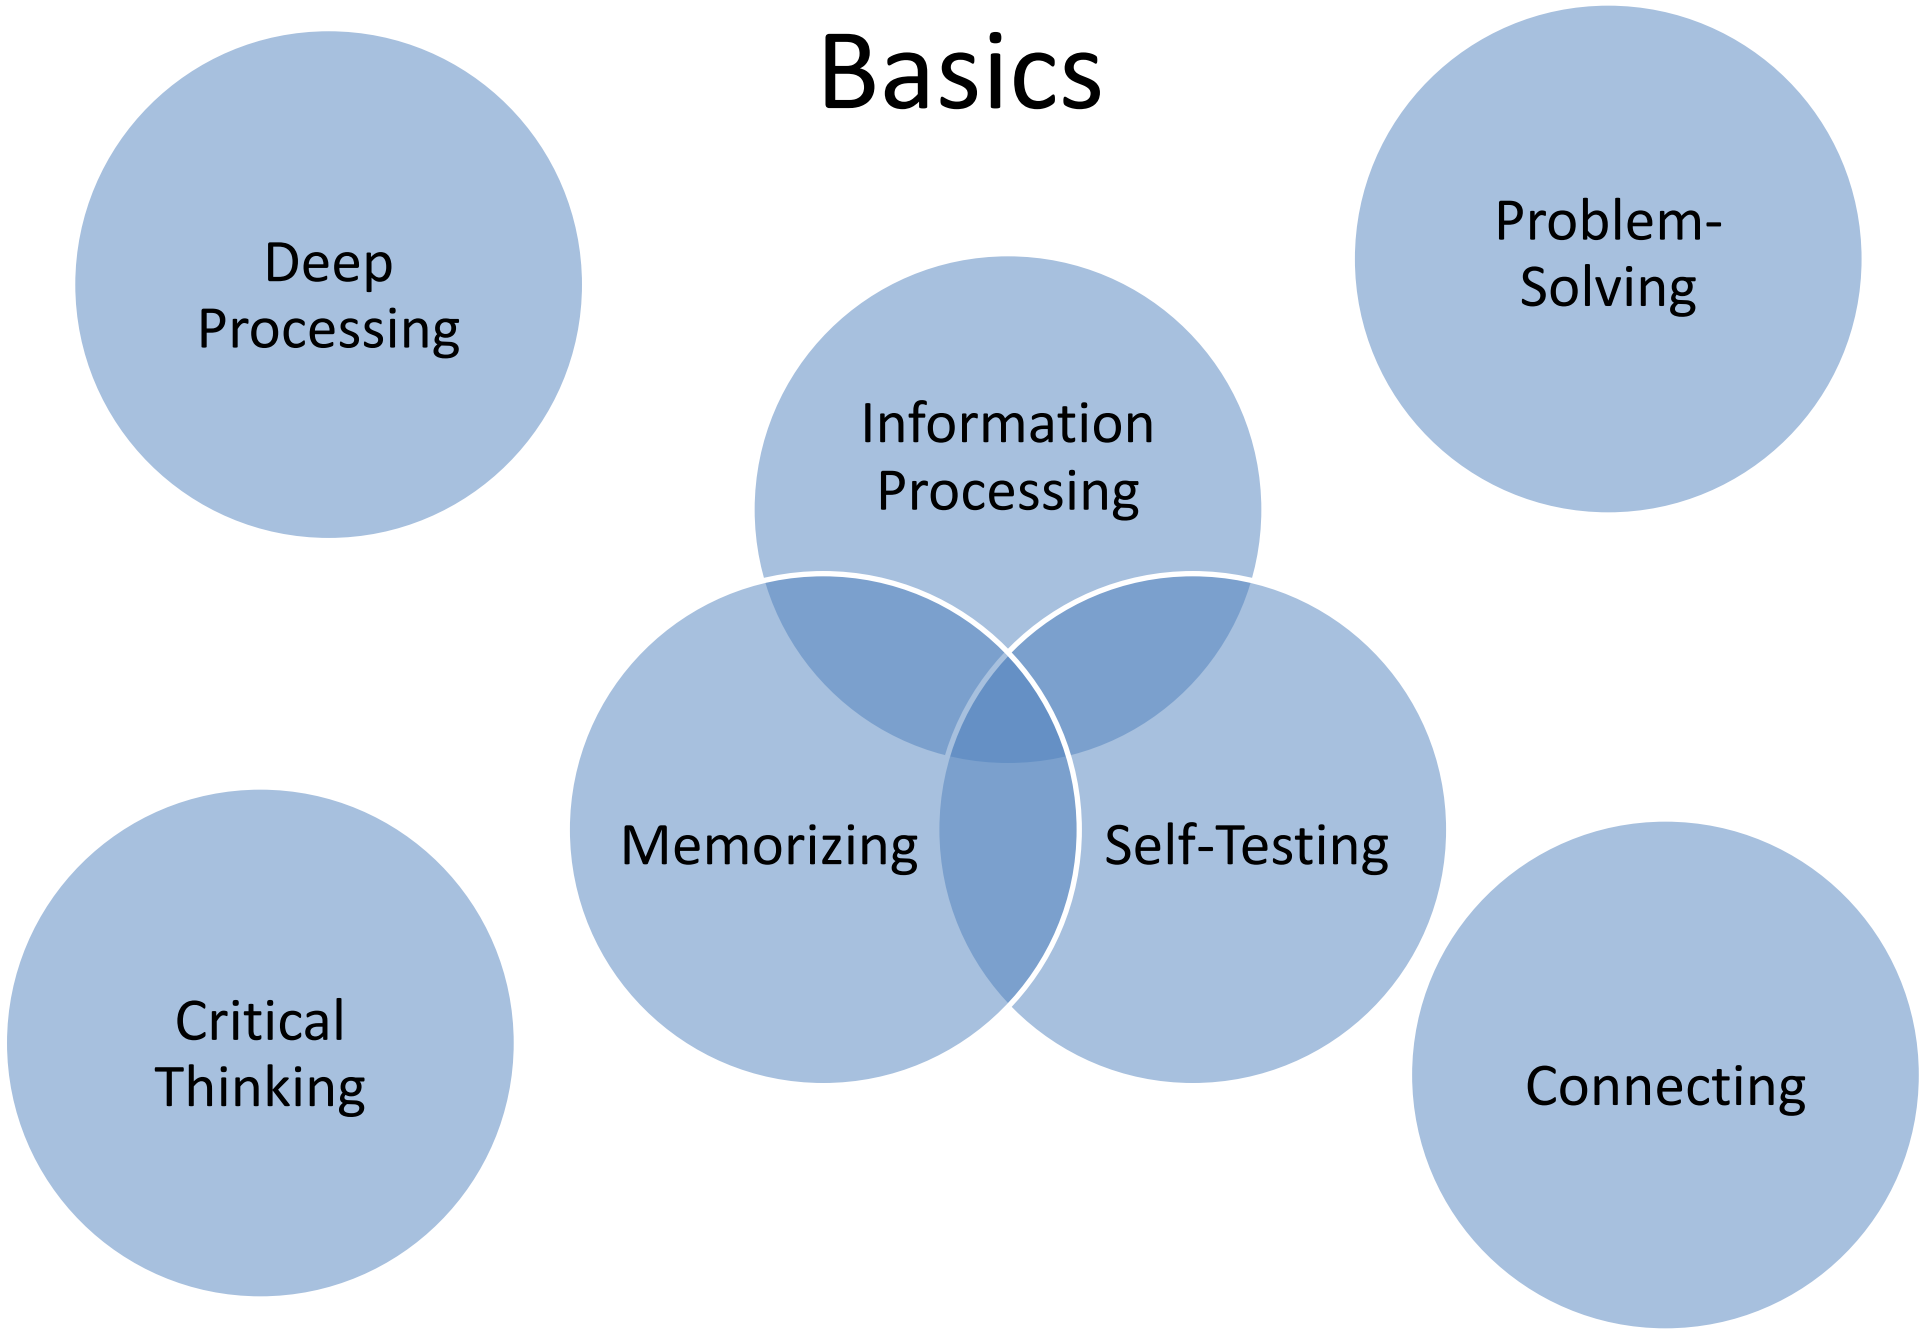 Basics
Deep
Processing
Problem-
Solving
Information
Processing
Memorizing
Self-Testing
Critical
Thinking
Connecting